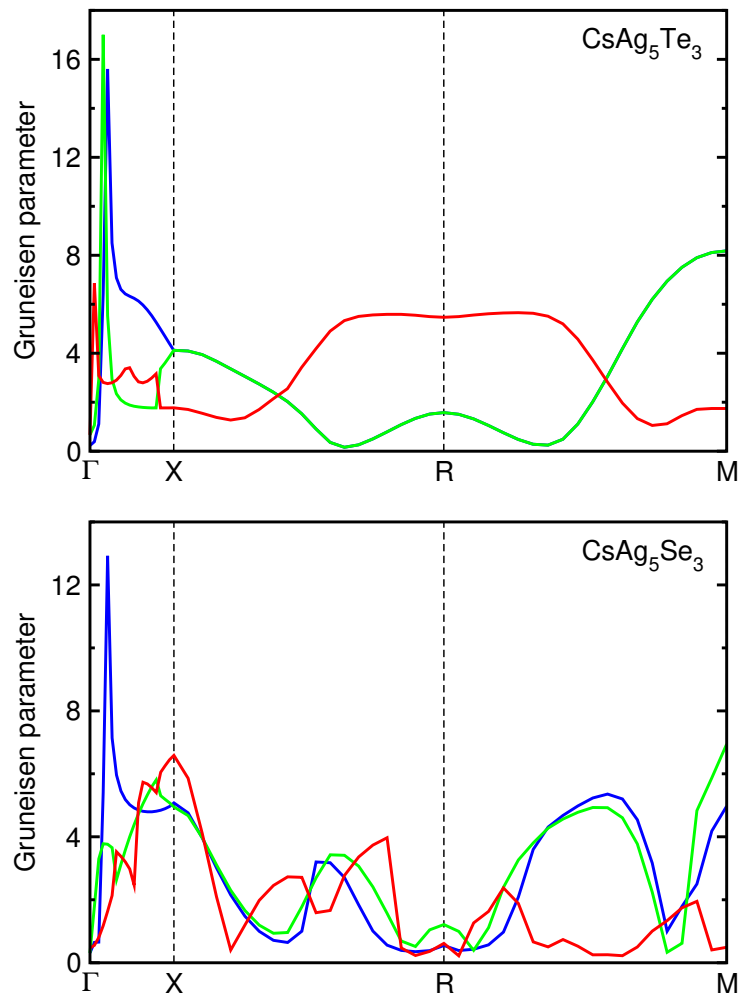 CsAg₅Te₃
Gruneisen parameter
16
12
8
4
0
Γ X R M
CsAg₅Se₃
Gruneisen parameter
12
8
4
0
Γ X R M